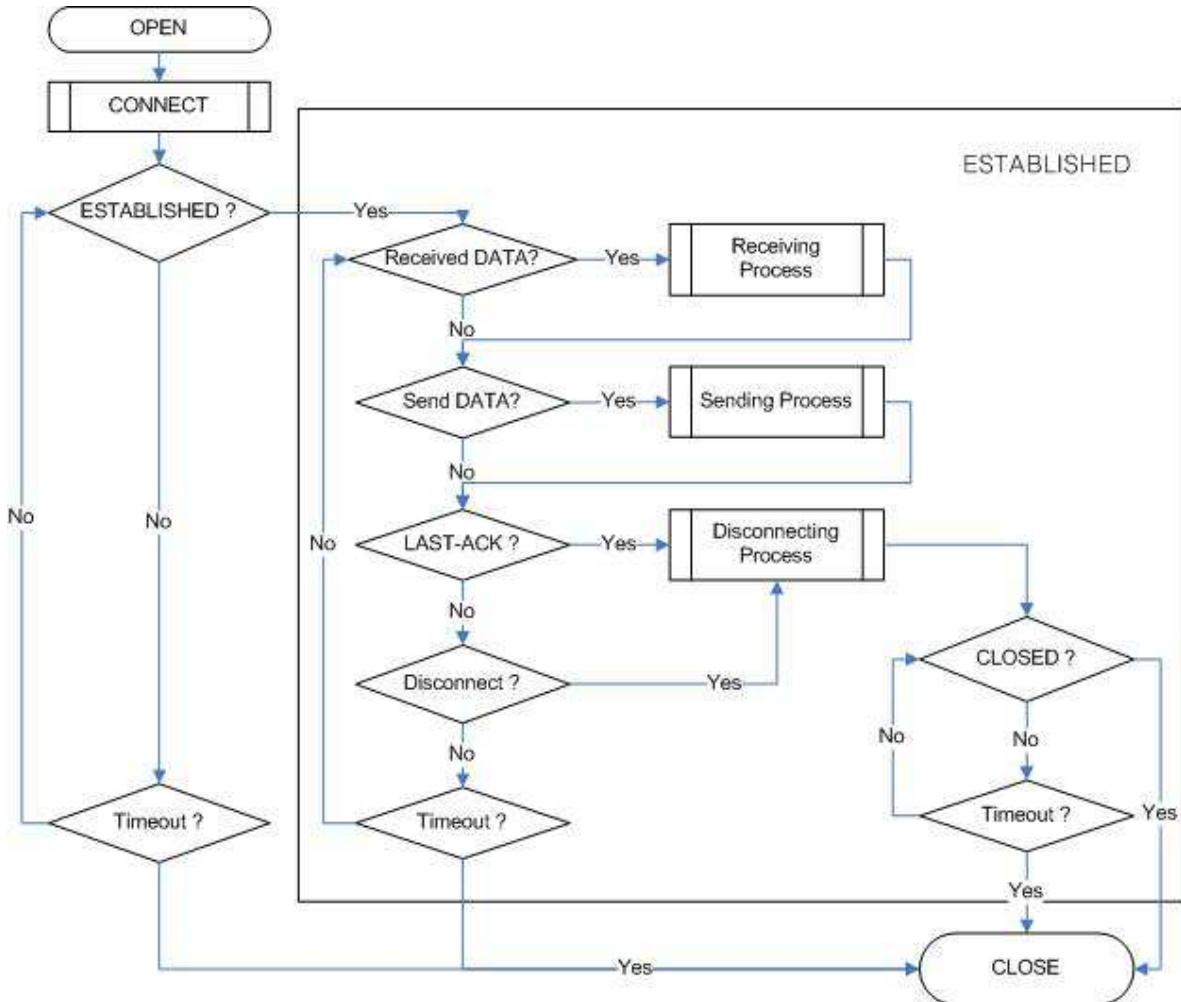 OPEN
CONNECT
ESTABLISHED
ESTABLISHED ?
Yes
Received DATA?
Yes
Receiving
Process
No
Send DATA?
Yes
Sending Process
No
No
No
No
LAST-ACK ?
Yes
Disconnecting
Process
No
Disconnect ?
Yes
CLOSED ?
No
No
No
Timeout ?
Timeout ?
Timeout ?
Yes
Yes
Yes
CLOSE